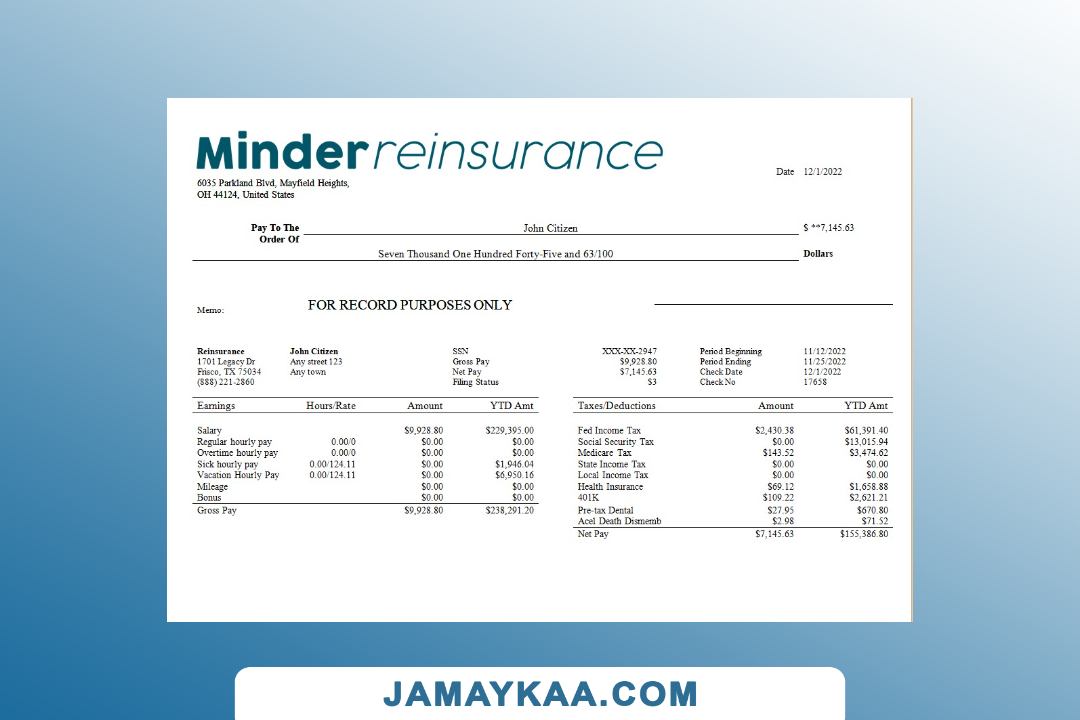 Minder reinsurance
6035 Parkland Blvd, Mayfield Heights,
OH 44124, United States
Date 12/1/2022
Pay To The
Order Of
John Citizen
$ **7,145.63
Seven Thousand One Hundred Forty-Five and 63/100
Dollars
Memo:
FOR RECORD PURPOSES ONLY
Reinsurance John Citizen SSN XXX-XX-2947 Period Beginning 11/12/2022
1701 Legacy Dr Any street 123 Gross Pay $9,928.80 Period Ending 11/25/2022
Frisco, TX 75034 Any town Net Pay $7,145.63 Check Date 12/1/2022
(888) 221-2860 Filing Status $3 Check No 17658
Earnings Hours/Rate Amount YTD Amt Taxes/Deductions Amount YTD Amt
Salary $9,928.80 $229,395.00 Fed Income Tax $2,430.38 $61,391.40
Regular hourly pay 0.00/0 $0.00 $0.00 Social Security Tax $0.00 $13,015.94
Overtime hourly pay 0.00/0 $0.00 $0.00 Medicare Tax $143.52 $3,474.62
Sick hourly pay 0.00/124.11 $0.00 $1,946.04 State Income Tax $0.00 $0.00
Vacation Hourly Pay 0.00/124.11 $0.00 $6,950.16 Local Income Tax $0.00 $0.00
Mileage $0.00 $0.00 Health Insurance $69.12 $1,658.88
Bonus $0.00 $0.00 401K $109.22 $2,621.21
Gross Pay $9,928.80 $238,291.20 Pre-tax Dental $27.95 $670.80
Acel Death Dismemb $2.98 $71.52
Net Pay $7,145.63 $155,386.80
JAMAYKAA.COM